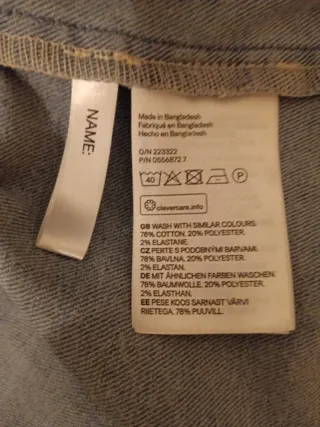 NAME:
Made in Bangladesh
Fabriqué en Bangladesh
Hecho en Bangladesh
O/N 223322
P/N 0556872 7
40
P
clevercare.info
GB WASH WITH SIMILAR COLOURS.
78% COTTON. 20% POLYESTER.
2% ELASTANE.
CZ PERTE S PODOBNÝMI BARVAMI.
78% BAVLNA. 20% POLYESTER.
2% ELASTAN.
DE MIT ÄHNLICHEN FARBEN WASCHEN.
78% BAUMWOLLE. 20% POLYESTER.
2% ELASTHAN.
EE PESE KOOS SARNAST VÄRVI
RIIETEGA. 78% PUUVILL.